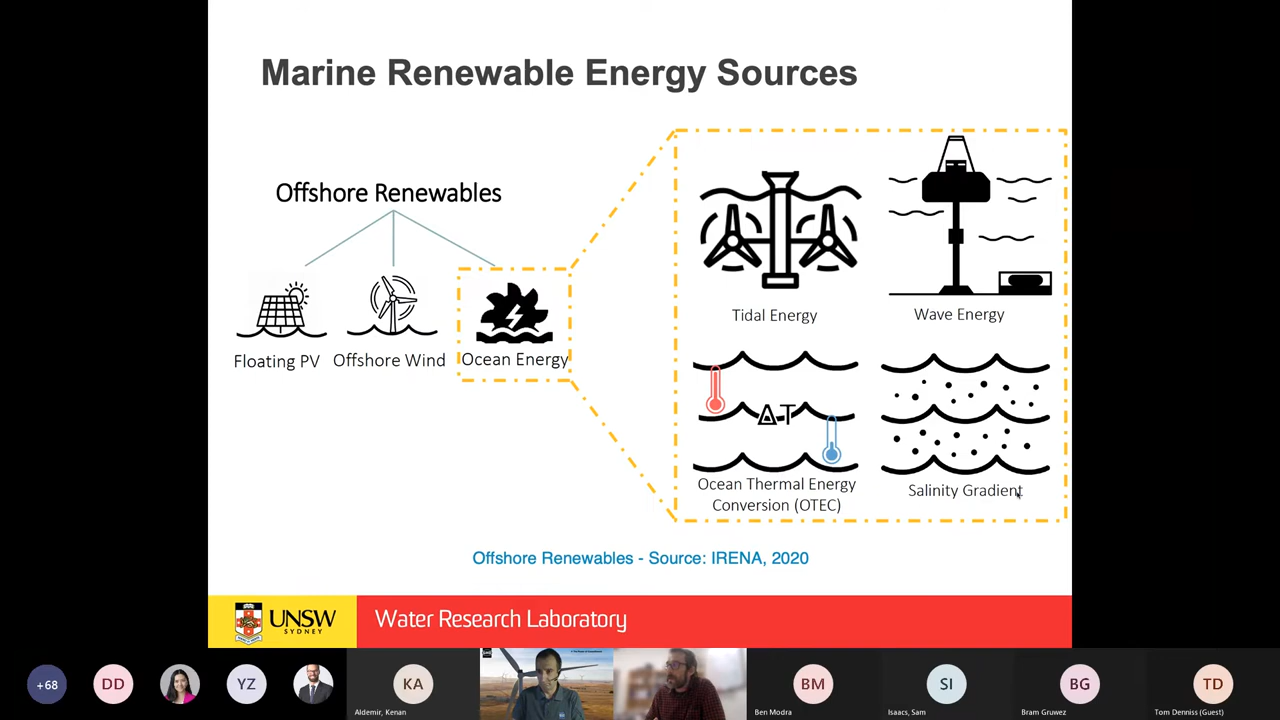 Marine Renewable Energy Sources
Offshore Renewables
Floating PV
Offshore Wind
Ocean Energy
Tidal Energy
Wave Energy
ΔT
Ocean Thermal Energy
Conversion (OTEC)
Salinity Gradient
Offshore Renewables - Source: IRENA, 2020
UNSW
SYDNEY
Water Research Laboratory
+68
DD
YZ
KA
Aldemir, Kenan
BM
Ben Modra
SI
Isaacs, Sam
BG
Bram Gruwez
TD
Tom Denniss (Guest)